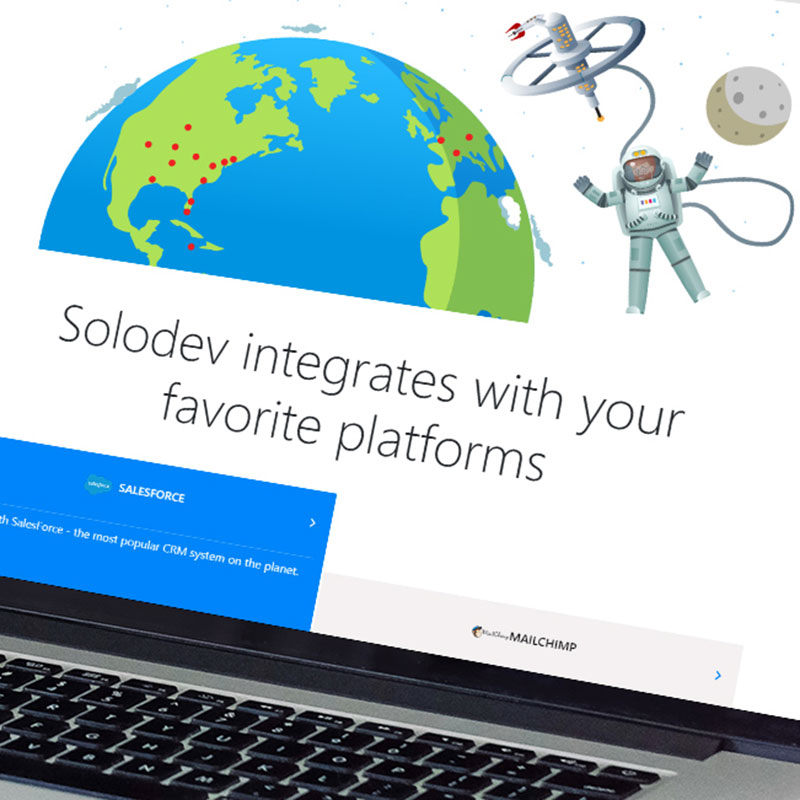 Solodev integrates with your
favorite platforms
salesforce SALESFORCE
th SalesForce - the most popular CRM system on the planet.
MailChimp MAILCHIMP